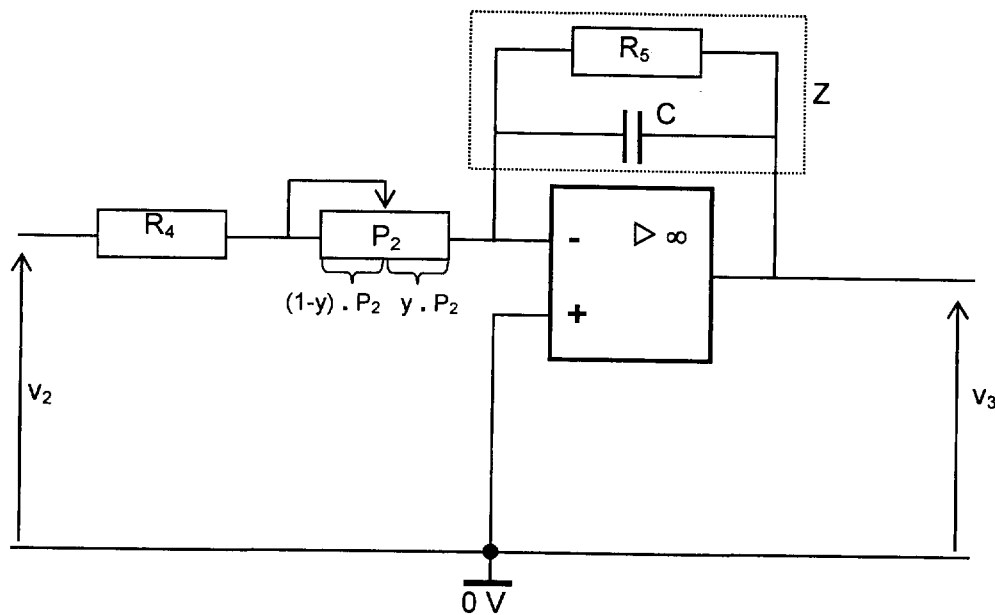 R₅
Z
C
R₄
P₂
- ▷ ∞
(1-y) . P₂ y . P₂
+
v₂
v₃
0 V